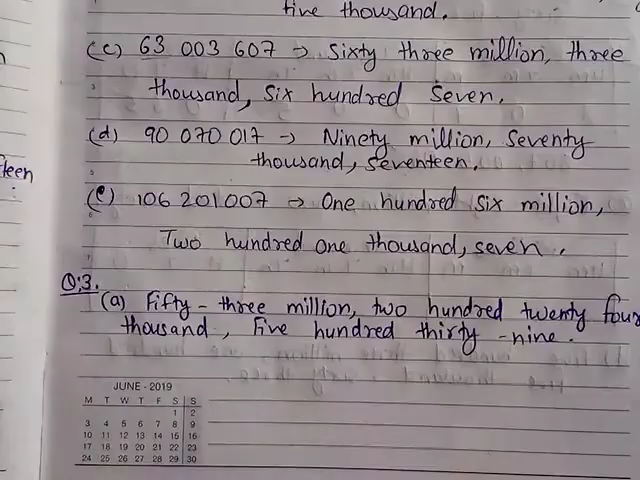 five thousand.
(c) 63 003 607 → Sixty three million, three
thousand, six hundred seven.
(d) 90 070 017 → Ninety million, seventy
thousand, seventeen.
(e) 106 201 007 → One hundred six million,
Two hundred one thousand, seven.
Q:3.
(a) Fifty-three million, two hundred twenty four
thousand, Five hundred thirty-nine.
JUNE - 2019
M T W T F S S
1 2
3 4 5 6 7 8 9
10 11 12 13 14 15 16
17 18 19 20 21 22 23
24 25 26 27 28 29 30